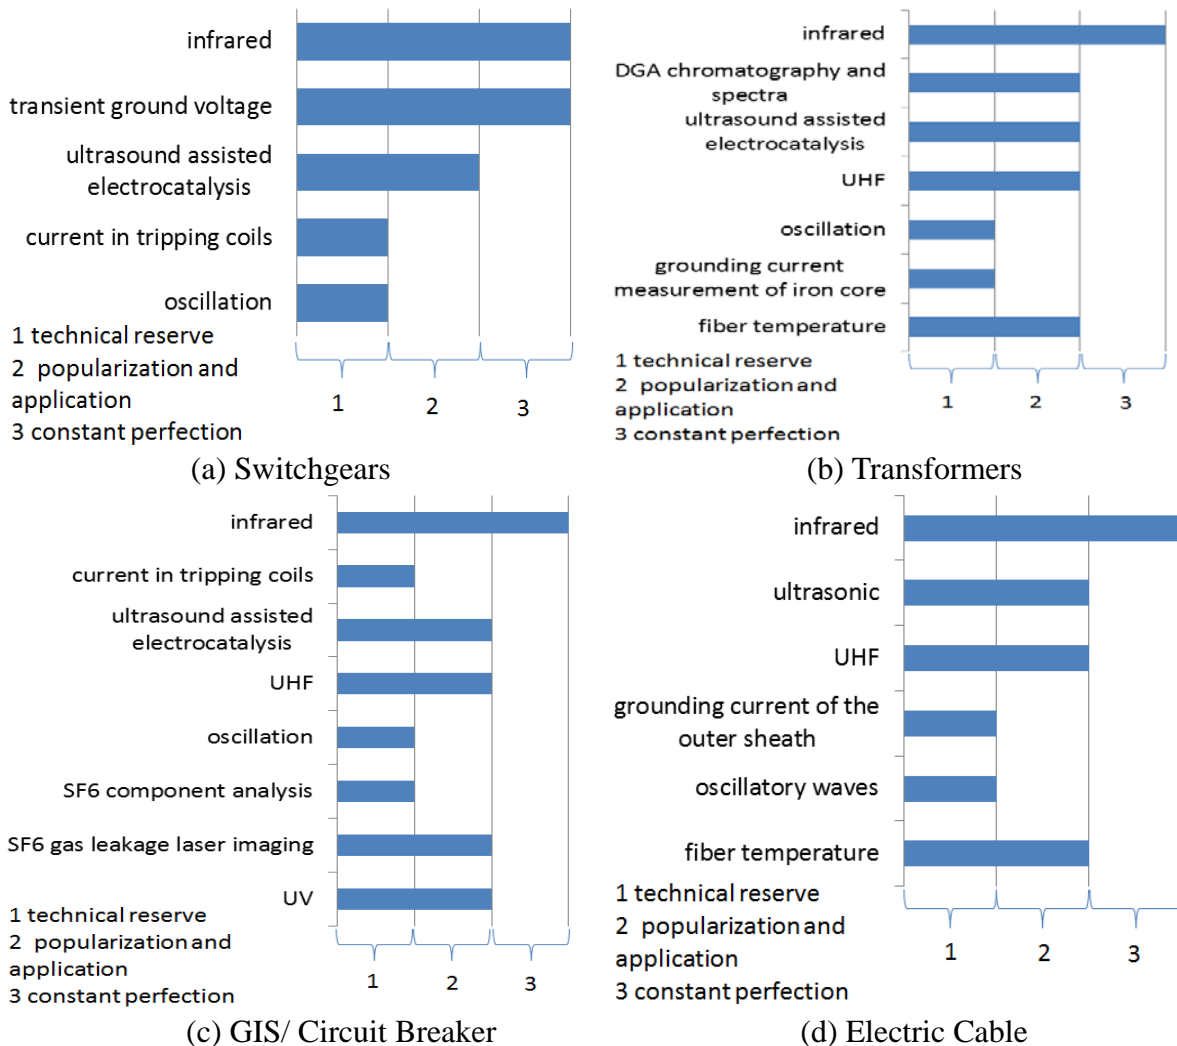 infrared
transient ground voltage
ultrasound assisted
electrocatalysis
current in tripping coils
oscillation
1 technical reserve
2 popularization and
application
3 constant perfection
1 2 3
(a) Switchgears
infrared
DGA chromatography and
spectra
ultrasound assisted
electrocatalysis
UHF
oscillation
grounding current
measurement of iron core
fiber temperature
1 technical reserve
2 popularization and
application
3 constant perfection
1 2 3
(b) Transformers
infrared
current in tripping coils
ultrasound assisted
electrocatalysis
UHF
oscillation
SF6 component analysis
SF6 gas leakage laser imaging
UV
1 technical reserve
2 popularization and
application
3 constant perfection
1 2 3
(c) GIS/ Circuit Breaker
infrared
ultrasonic
UHF
grounding current of the
outer sheath
oscillatory waves
fiber temperature
1 technical reserve
2 popularization and
application
3 constant perfection
1 2 3
(d) Electric Cable